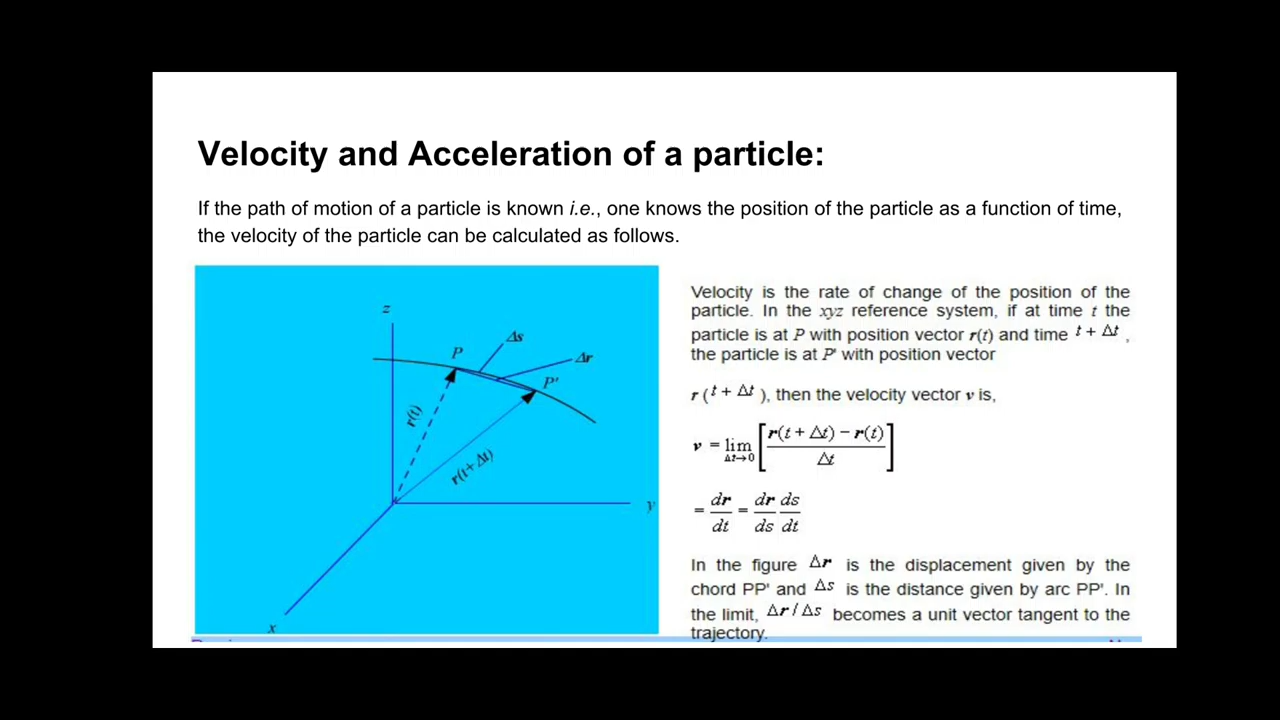 Velocity and Acceleration of a particle:
If the path of motion of a particle is known i.e., one knows the position of the particle as a function of time,
the velocity of the particle can be calculated as follows.
z
P
Δs
Δr
P'
r(t)
r(t+Δt)
y
x
Velocity is the rate of change of the position of the
particle. In the xyz reference system, if at time t the
particle is at P with position vector r(t) and time t + Δt ,
the particle is at P' with position vector
r ( t + Δt ), then the velocity vector v is,
v = lim Δt→0 [ r(t + Δt) − r(t) / Δt ]
= dr/dt = dr/ds ds/dt
In the figure Δr is the displacement given by the
chord PP' and Δs is the distance given by arc PP'. In
the limit, Δr / Δs becomes a unit vector tangent to the
trajectory.